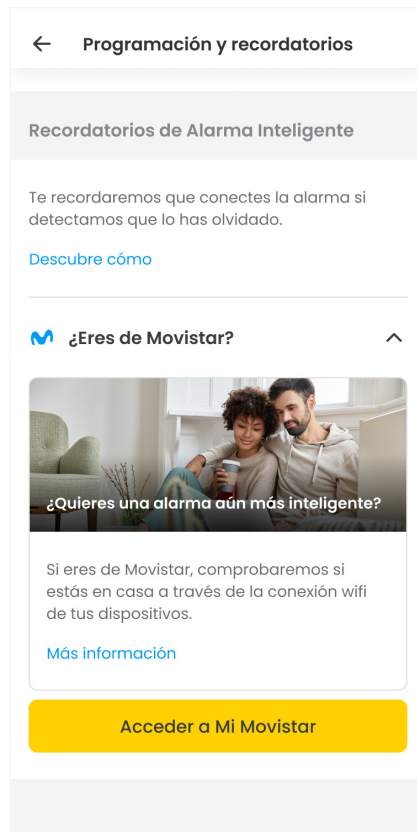 Programación y recordatorios
Recordatorios de Alarma Inteligente
Te recordaremos que conectes la alarma si
detectamos que lo has olvidado.
Descubre cómo
¿Eres de Movistar?
¿Quieres una alarma aún más inteligente?
Si eres de Movistar, comprobaremos si
estás en casa a través de la conexión wifi
de tus dispositivos.
Más información
Acceder a Mi Movistar